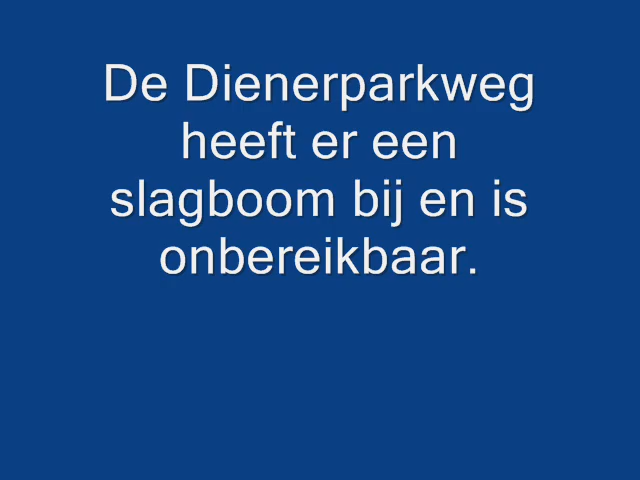 De Dienerparkweg
heeft er een
slagboom bij en is
onbereikbaar.